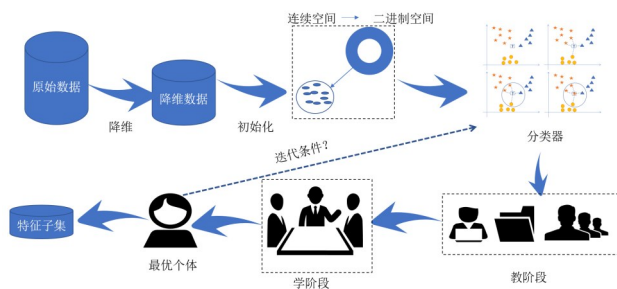 连续空间 → 二进制空间
原始数据
降维数据
降维
初始化
分类器
迭代条件？
特征子集
最优个体
学阶段
教阶段